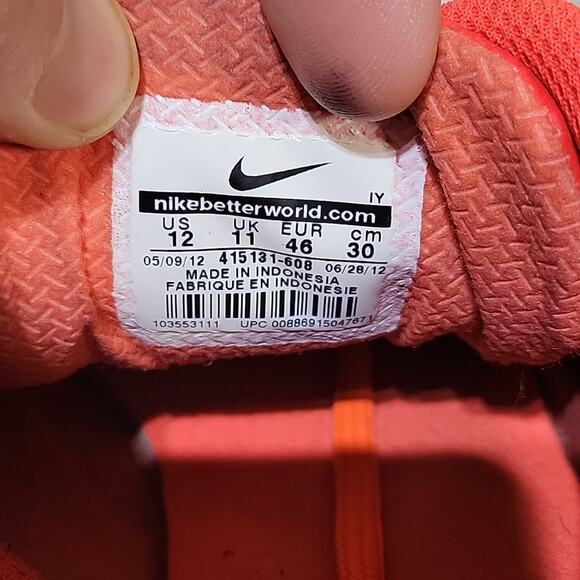 IY
nikebetterworld.com
US UK EUR cm
12 11 46 30
05/09/12 415131-608 06/28/12
MADE IN INDONESIA
FABRIQUE EN INDONESIE
103553111 UPC 00886915047671